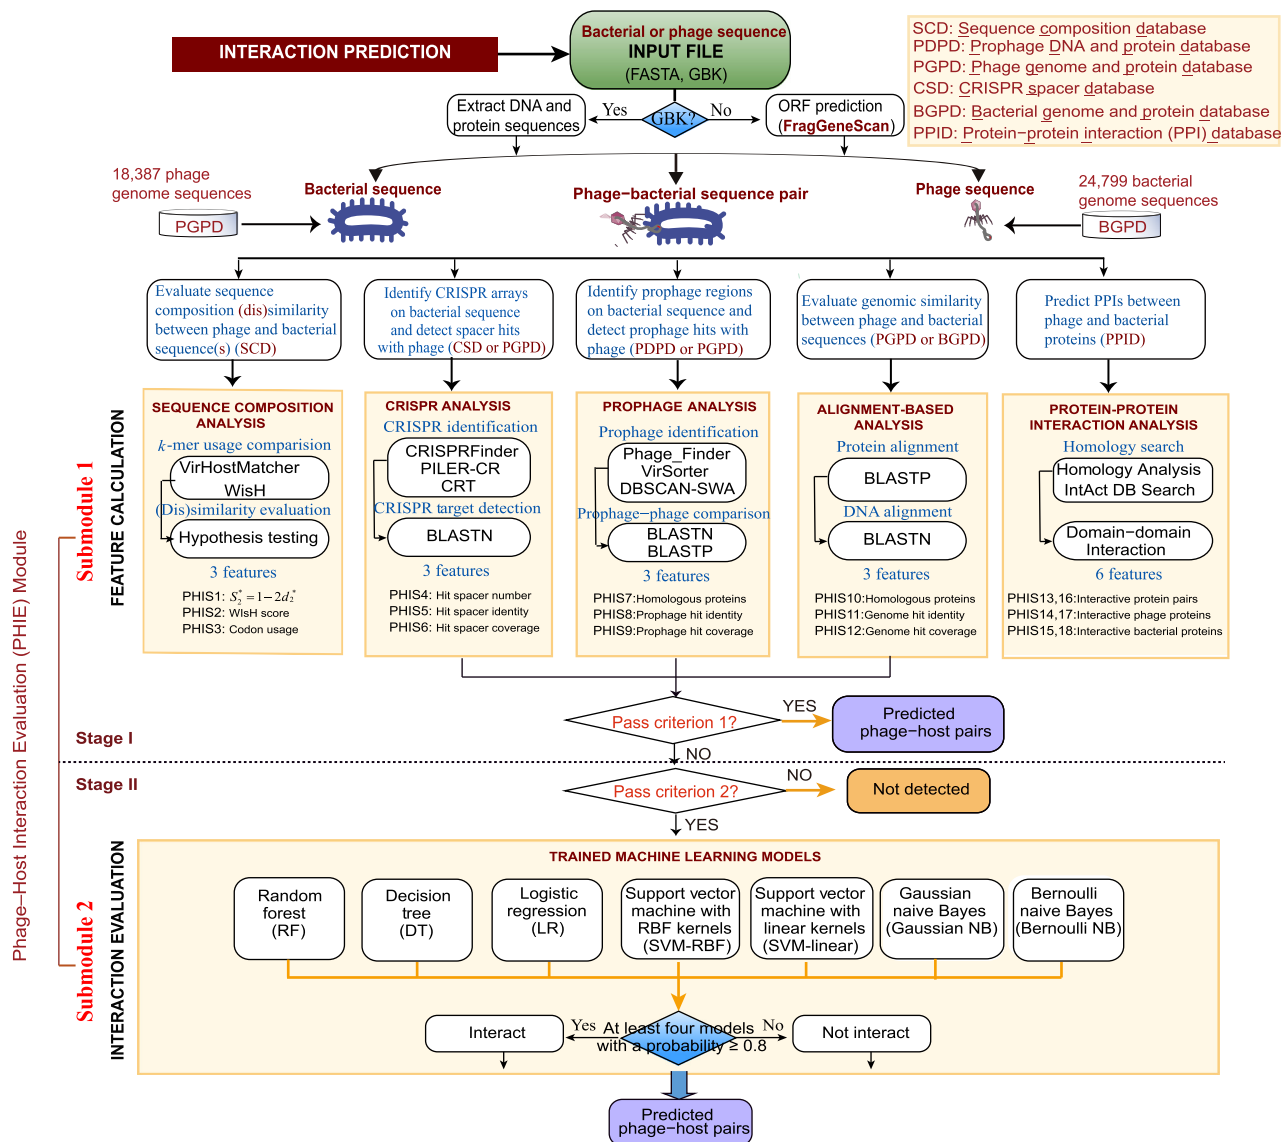 INTERACTION PREDICTION
Bacterial or phage sequence
INPUT FILE
(FASTA, GBK)
SCD: Sequence composition database
PDPD: Prophage DNA and protein database
PGPD: Phage genome and protein database
CSD: CRISPR spacer database
BGPD: Bacterial genome and protein database
PPID: Protein−protein interaction (PPI) database
Extract DNA and
protein sequences
Yes
GBK?
No
ORF prediction
(FragGeneScan)
18,387 phage
genome sequences
PGPD
Bacterial sequence
Phage−bacterial sequence pair
Phage sequence
24,799 bacterial
genome sequences
BGPD
Evaluate sequence
composition (dis)similarity
between phage and bacterial
sequence(s) (SCD)
Identify CRISPR arrays
on bacterial sequence
and detect spacer hits
with phage (CSD or PGPD)
Identify prophage regions
on bacterial sequence and
detect prophage hits with
phage (PDPD or PGPD)
Evaluate genomic similarity
between phage and bacterial
sequences (PGPD or BGPD)
Predict PPIs between
phage and bacterial
proteins (PPID)
Phage−Host Interaction Evaluation (PHIE) Module
Submodule 1
FEATURE CALCULATION
SEQUENCE COMPOSITION
ANALYSIS
k-mer usage comparision
VirHostMatcher
WisH
(Dis)similarity evaluation
Hypothesis testing
3 features
PHIS1: S₂* = 1−2d₂*
PHIS2: WIsH score
PHIS3: Codon usage
CRISPR ANALYSIS
CRISPR identification
CRISPRFinder
PILER-CR
CRT
CRISPR target detection
BLASTN
3 features
PHIS4: Hit spacer number
PHIS5: Hit spacer identity
PHIS6: Hit spacer coverage
PROPHAGE ANALYSIS
Prophage identification
Phage_Finder
VirSorter
DBSCAN-SWA
Prophage−phage comparison
BLASTN
BLASTP
3 features
PHIS7: Homologous proteins
PHIS8: Prophage hit identity
PHIS9: Prophage hit coverage
ALIGNMENT-BASED
ANALYSIS
Protein alignment
BLASTP
DNA alignment
BLASTN
3 features
PHIS10: Homologous proteins
PHIS11: Genome hit identity
PHIS12: Genome hit coverage
PROTEIN-PROTEIN
INTERACTION ANALYSIS
Homology search
Homology Analysis
IntAct DB Search
Domain−domain
Interaction
6 features
PHIS13,16: Interactive protein pairs
PHIS14,17: Interactive phage proteins
PHIS15,18: Interactive bacterial proteins
Pass criterion 1?
YES
Predicted
phage−host pairs
Stage I
NO
Stage II
Pass criterion 2?
NO
Not detected
YES
Submodule 2
INTERACTION EVALUATION
TRAINED MACHINE LEARNING MODELS
Random
forest
(RF)
Decision
tree
(DT)
Logistic
regression
(LR)
Support vector
machine with
RBF kernels
(SVM-RBF)
Support vector
machine with
linear kernels
(SVM-linear)
Gaussian
naive Bayes
(Gaussian NB)
Bernoulli
naive Bayes
(Bernoulli NB)
Interact
Yes
At least four models
with a probability ≥ 0.8
No
Not interact
Predicted
phage−host pairs